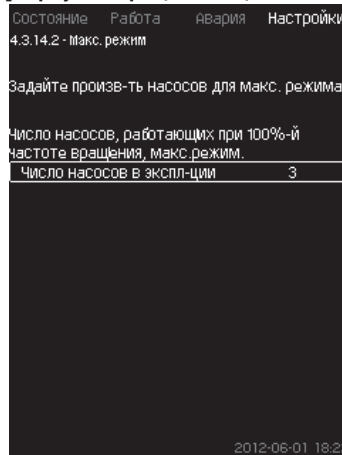 Состояние Работа Авария Настройки
4.3.14.2 - Макс. режим
Задайте произв-ть насосов для макс. режима
Число насосов, работающих при 100%-й
частоте вращения, макс.режим.
Число насосов в экспл-ции 3
2012-06-01 18:2